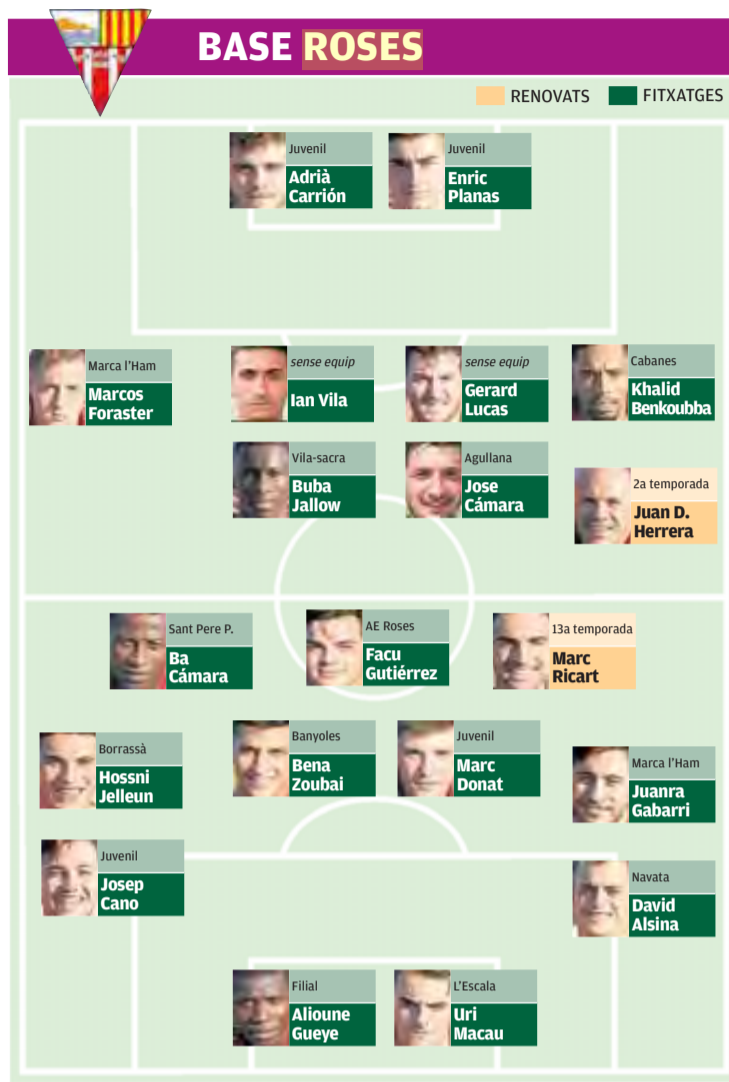 BASE ROSES
RENOVATS
FITXATGES
Juvenil
Adrià
Carrión
Juvenil
Enric
Planas
Marca l'Ham
Marcos
Foraster
sense equip
Ian Vila
sense equip
Gerard
Lucas
Cabanes
Khalid
Benkoubba
Vila-sacra
Buba
Jallow
Agullana
Jose
Cámara
2a temporada
Juan D.
Herrera
Sant Pere P.
Ba
Cámara
AE Roses
Facu
Gutiérrez
13a temporada
Marc
Ricart
Borrassà
Hossni
Jelleun
Banyoles
Bena
Zoubai
Juvenil
Marc
Donat
Marca l'Ham
Juanra
Gabarri
Juvenil
Josep
Cano
Navata
David
Alsina
Filial
Alioune
Gueye
L'Escala
Uri
Macau